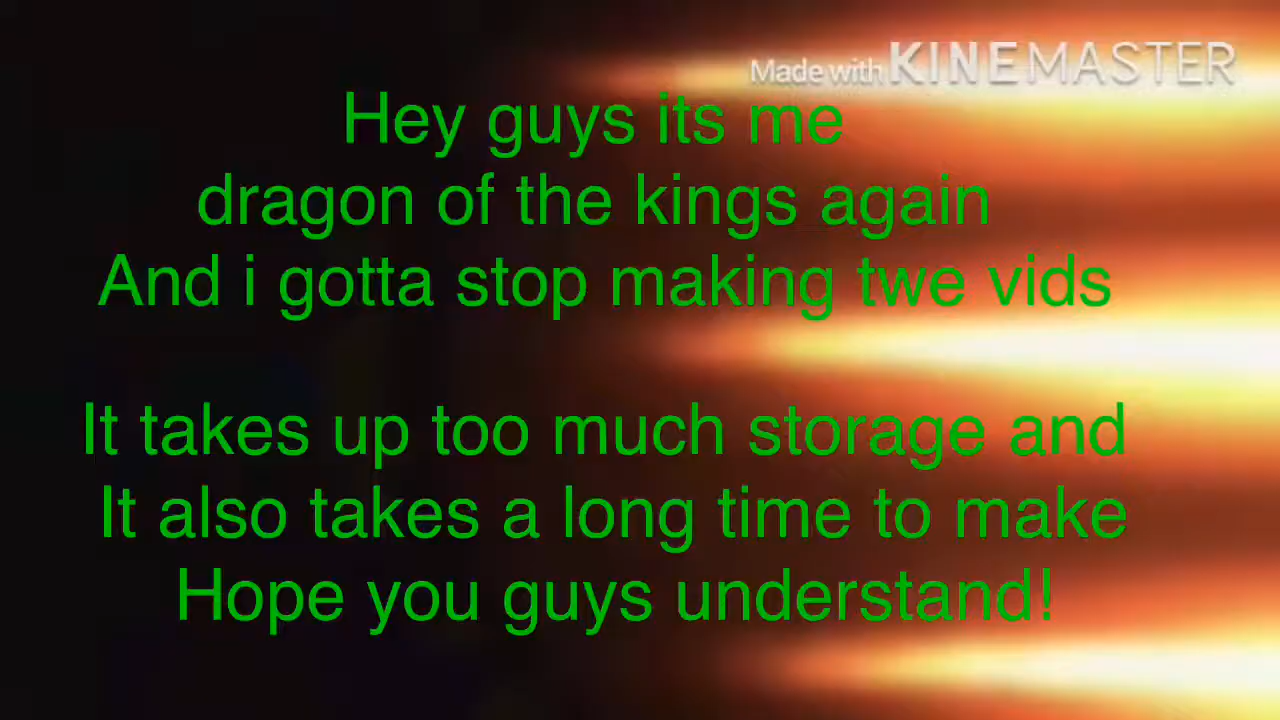 Made with KINEMASTER
Hey guys its me
dragon of the kings again
And i gotta stop making twe vids
It takes up too much storage and
It also takes a long time to make
Hope you guys understand!